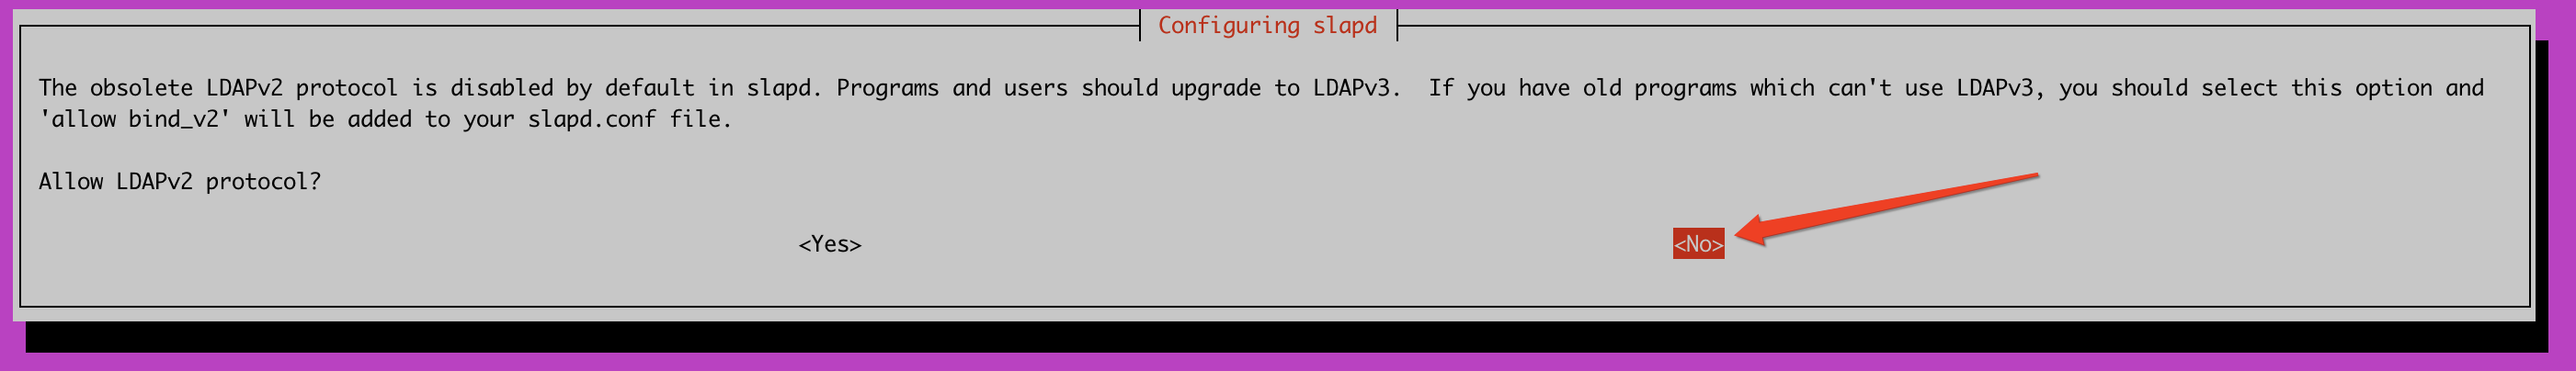 Configuring slapd
The obsolete LDAPv2 protocol is disabled by default in slapd. Programs and users should upgrade to LDAPv3.  If you have old programs which can't use LDAPv3, you should select this option and
'allow bind_v2' will be added to your slapd.conf file.
Allow LDAPv2 protocol?
<Yes> <No>